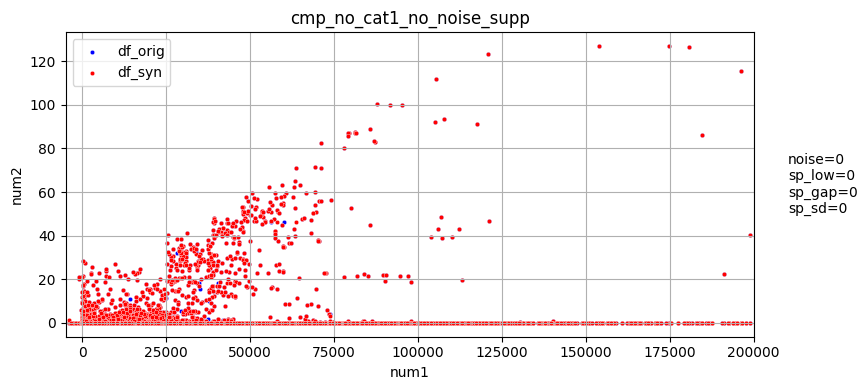 cmp_no_cat1_no_noise_supp
df_orig
df_syn
120
100
80
60
40
20
0
num2
0
25000
50000
75000
100000
125000
150000
175000
200000
num1
noise=0
sp_low=0
sp_gap=0
sp_sd=0